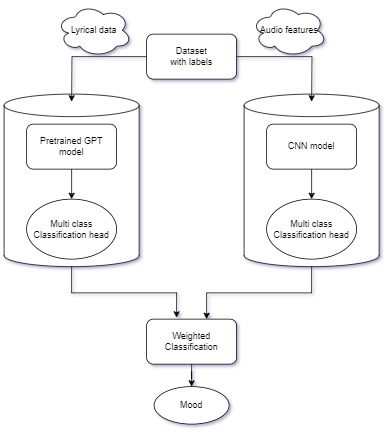 Lyrical data
Audio features
Dataset
with labels
Pretrained GPT
model
CNN model
Multi class
Classification head
Multi class
Classification head
Weighted
Classification
Mood